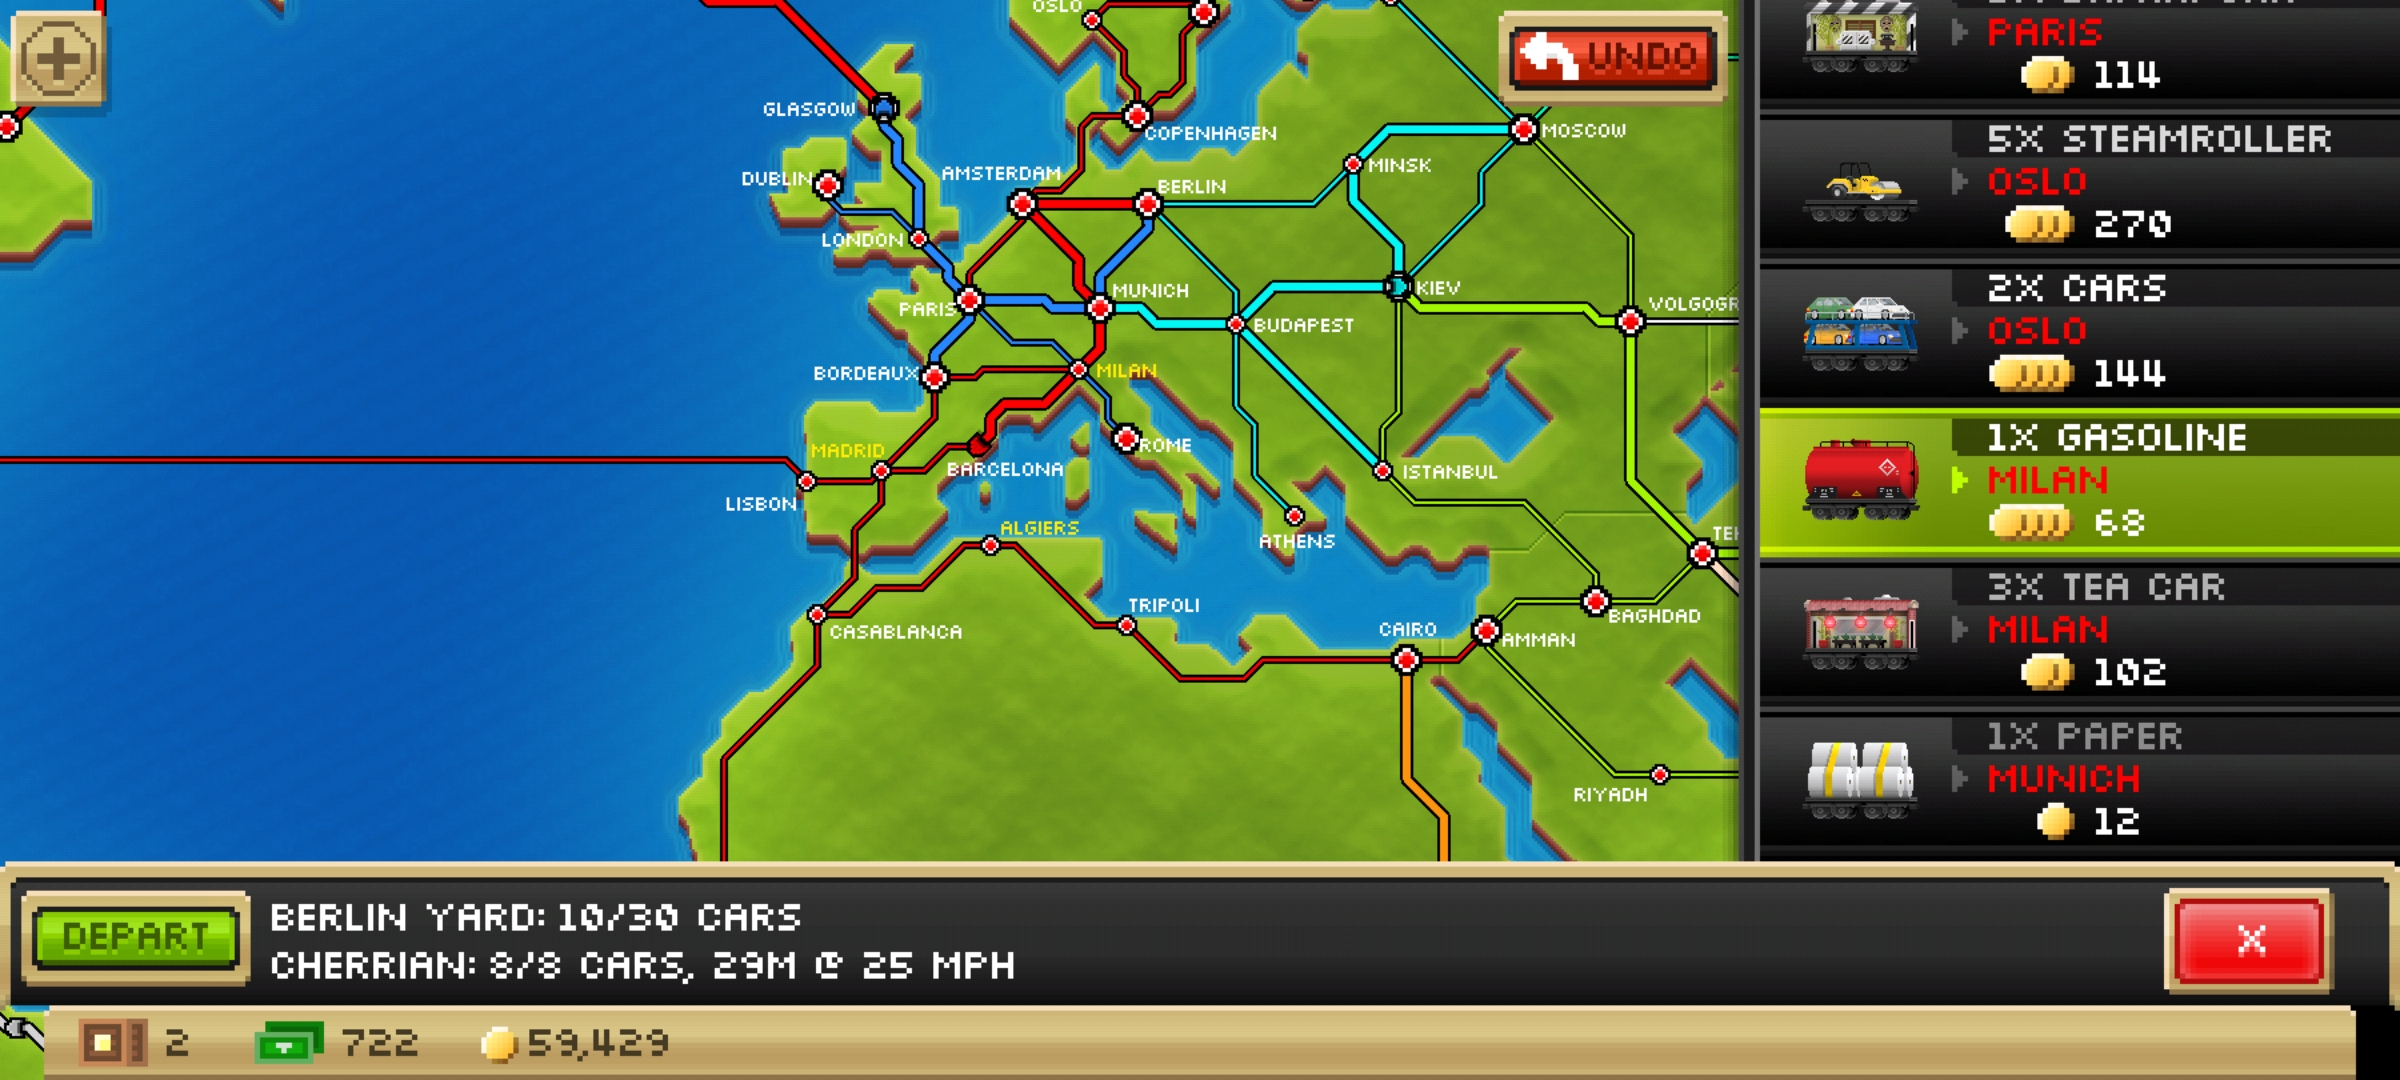 OSLO
GLASGOW
COPENHAGEN
MOSCOW
MINSK
AMSTERDAM
DUBLIN
BERLIN
LONDON
MUNICH
KIEV
PARIS
VOLGOGR
BUDAPEST
BORDEAUX
MILAN
MADRID
ROME
BARCELONA
ISTANBUL
LISBON
ALGIERS
ATHENS
TEH
TRIPOLI
BAGHDAD
CASABLANCA
CAIRO
AMMAN
RIYADH
UNDO
PARIS
114
5X STEAMROLLER
OSLO
270
2X CARS
OSLO
144
1X GASOLINE
MILAN
68
3X TEA CAR
MILAN
102
1X PAPER
MUNICH
12
DEPART
BERLIN YARD: 10/30 CARS
CHERRIAN: 8/8 CARS, 29M @ 25 MPH
X
2
722
59,429